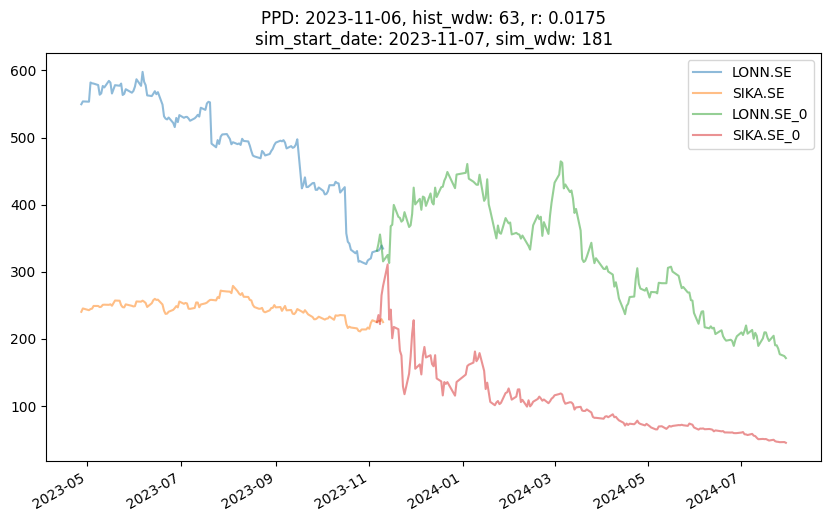 PPD: 2023-11-06, hist_wdw: 63, r: 0.0175
sim_start_date: 2023-11-07, sim_wdw: 181
LONN.SE
SIKA.SE
LONN.SE_0
SIKA.SE_0
600
500
400
300
200
100
2023-05
2023-07
2023-09
2023-11
2024-01
2024-03
2024-05
2024-07